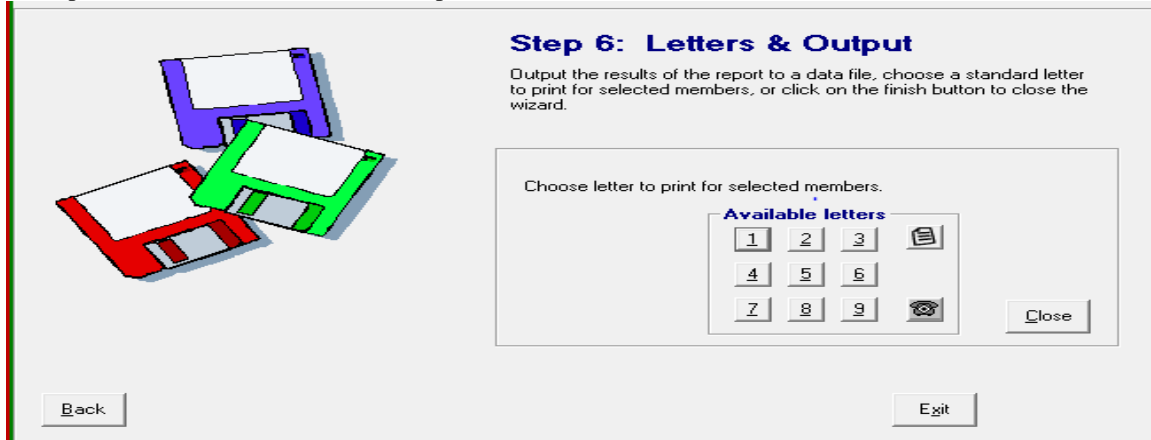 Step 6: Letters & Output
Output the results of the report to a data file, choose a standard letter
to print for selected members, or click on the finish button to close the
wizard.
Choose letter to print for selected members.
Available letters
1 2 3
4 5 6
7 8 9
Close
Back Exit